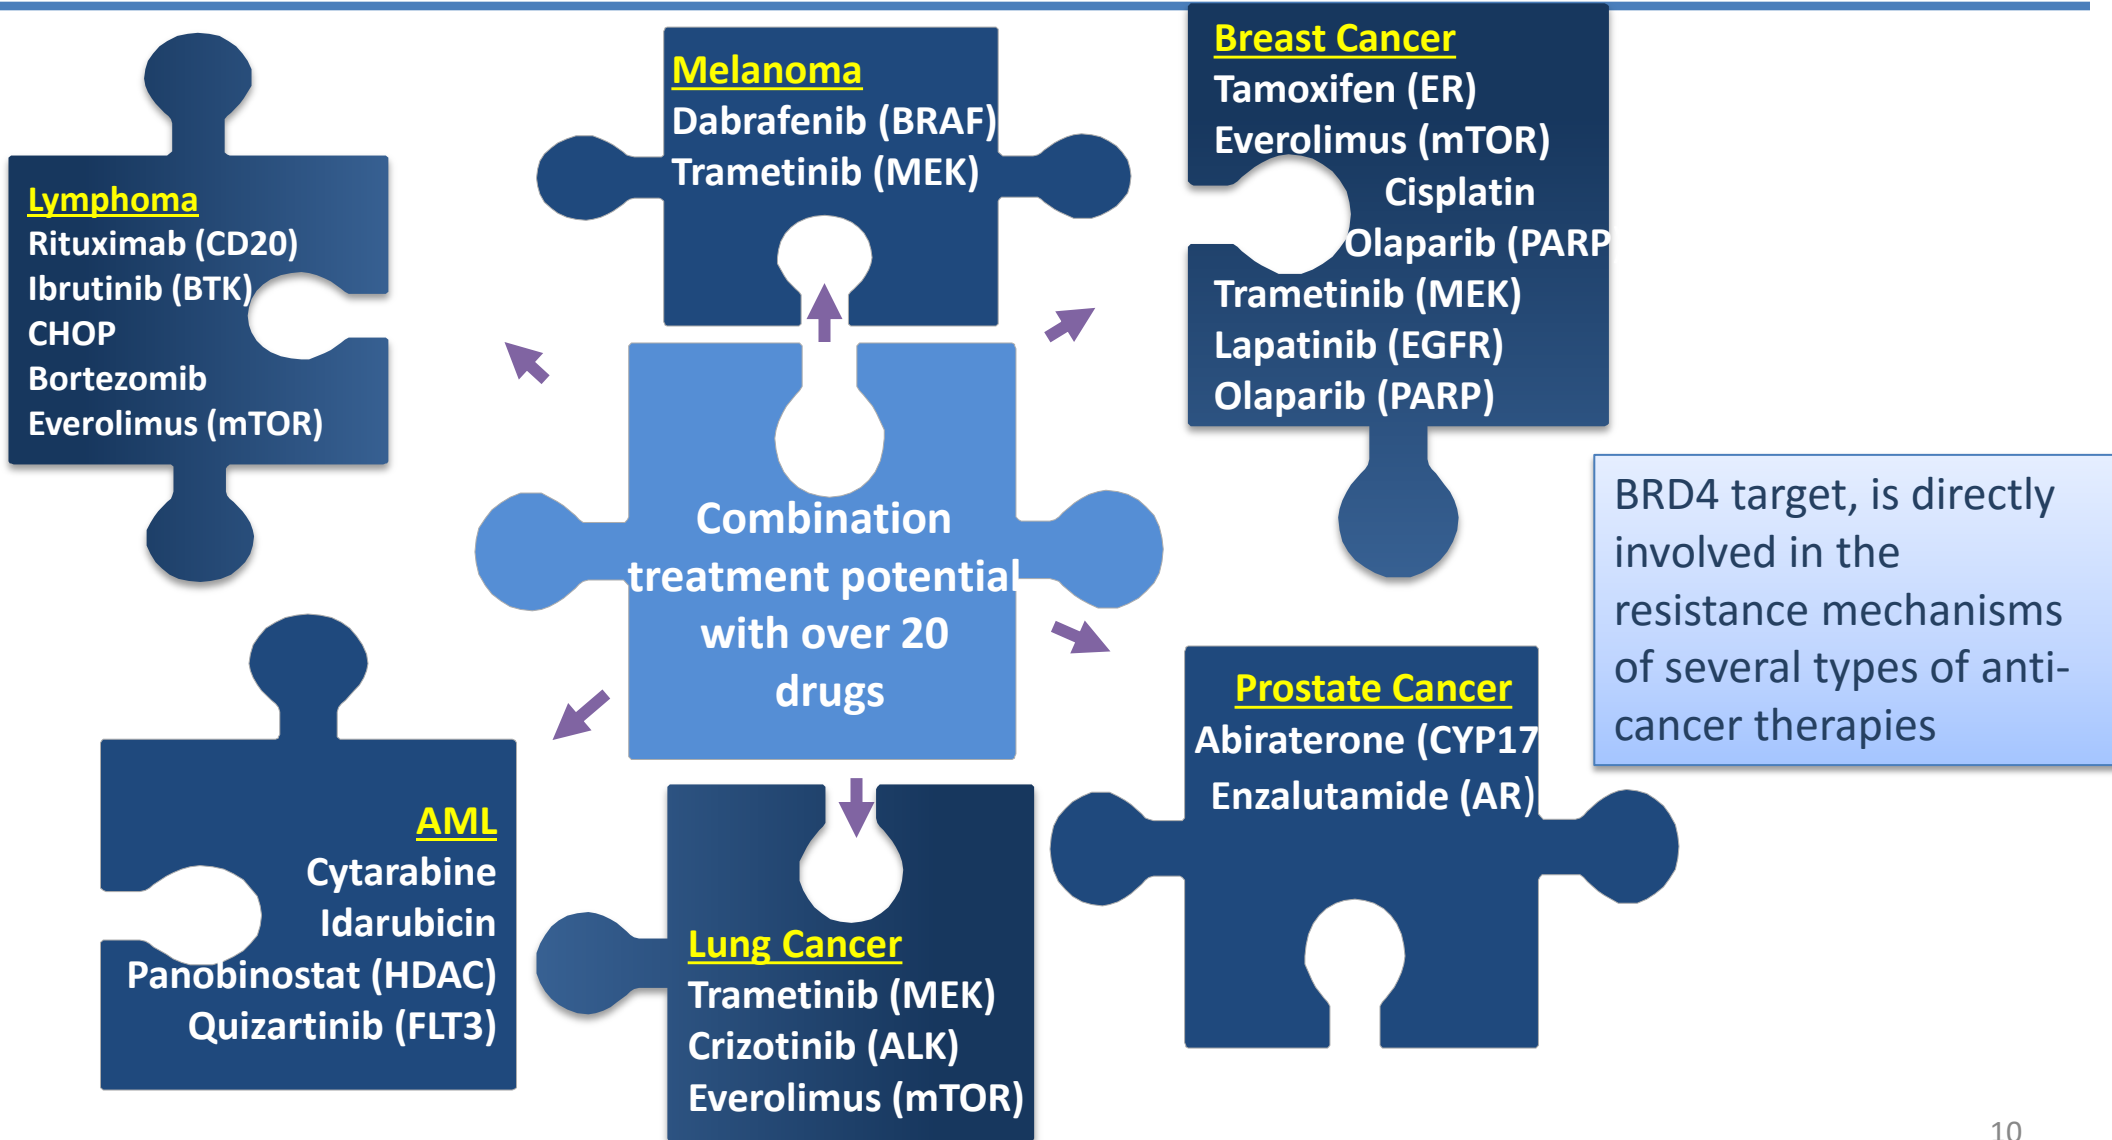 Melanoma
Dabrafenib (BRAF)
Trametinib (MEK)
Breast Cancer
Tamoxifen (ER)
Everolimus (mTOR)
Cisplatin
Olaparib (PARP
Trametinib (MEK)
Lapatinib (EGFR)
Olaparib (PARP)
Lymphoma
Rituximab (CD20)
Ibrutinib (BTK)
CHOP
Bortezomib
Everolimus (mTOR)
Combination
treatment potential
with over 20
drugs
BRD4 target, is directly
involved in the
resistance mechanisms
of several types of anti-
cancer therapies
Prostate Cancer
Abiraterone (CYP17
Enzalutamide (AR)
AML
Cytarabine
Idarubicin
Panobinostat (HDAC)
Quizartinib (FLT3)
Lung Cancer
Trametinib (MEK)
Crizotinib (ALK)
Everolimus (mTOR)
10